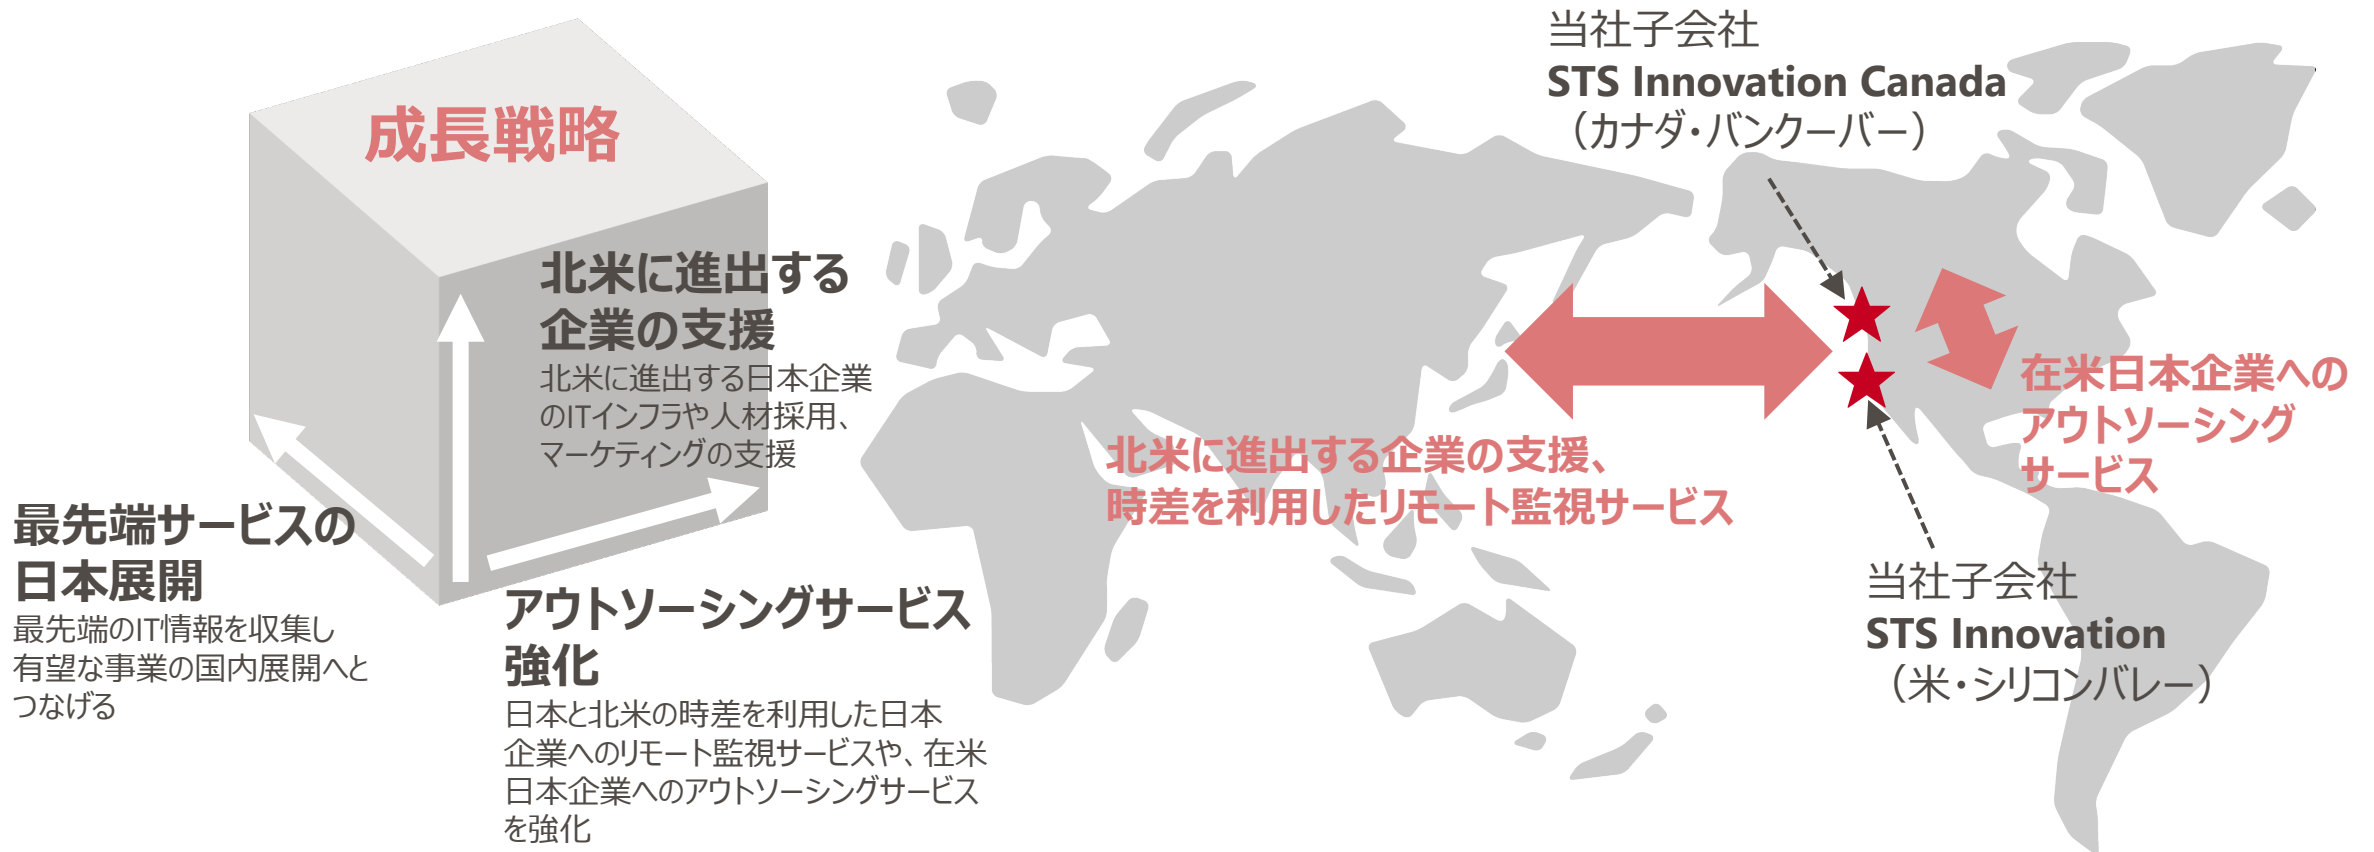 成長戦略
北米に進出する
企業の支援
北米に進出する日本企業
のITインフラや人材採用、
マーケティングの支援
最先端サービスの
日本展開
最先端のIT情報を収集し
有望な事業の国内展開へと
つなげる
アウトソーシングサービス
強化
日本と北米の時差を利用した日本
企業へのリモート監視サービスや、在米
日本企業へのアウトソーシングサービス
を強化
当社子会社
STS Innovation Canada
（カナダ・バンクーバー）
北米に進出する企業の支援、
時差を利用したリモート監視サービス
在米日本企業への
アウトソーシング
サービス
当社子会社
STS Innovation
（米・シリコンバレー）